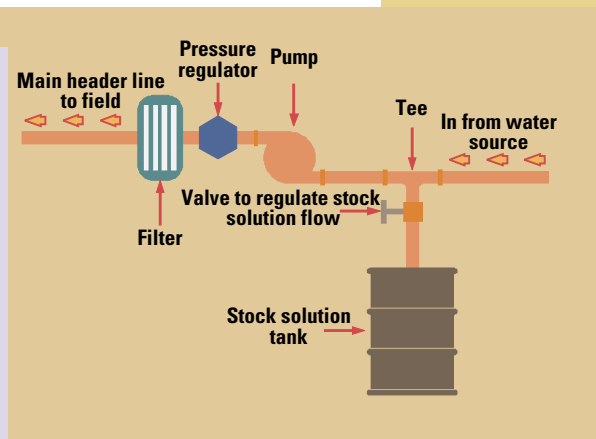 Pressure
regulator
Pump
Main header line
to field
Tee
In from water
source
Valve to regulate stock
solution flow
Filter
Stock solution
tank